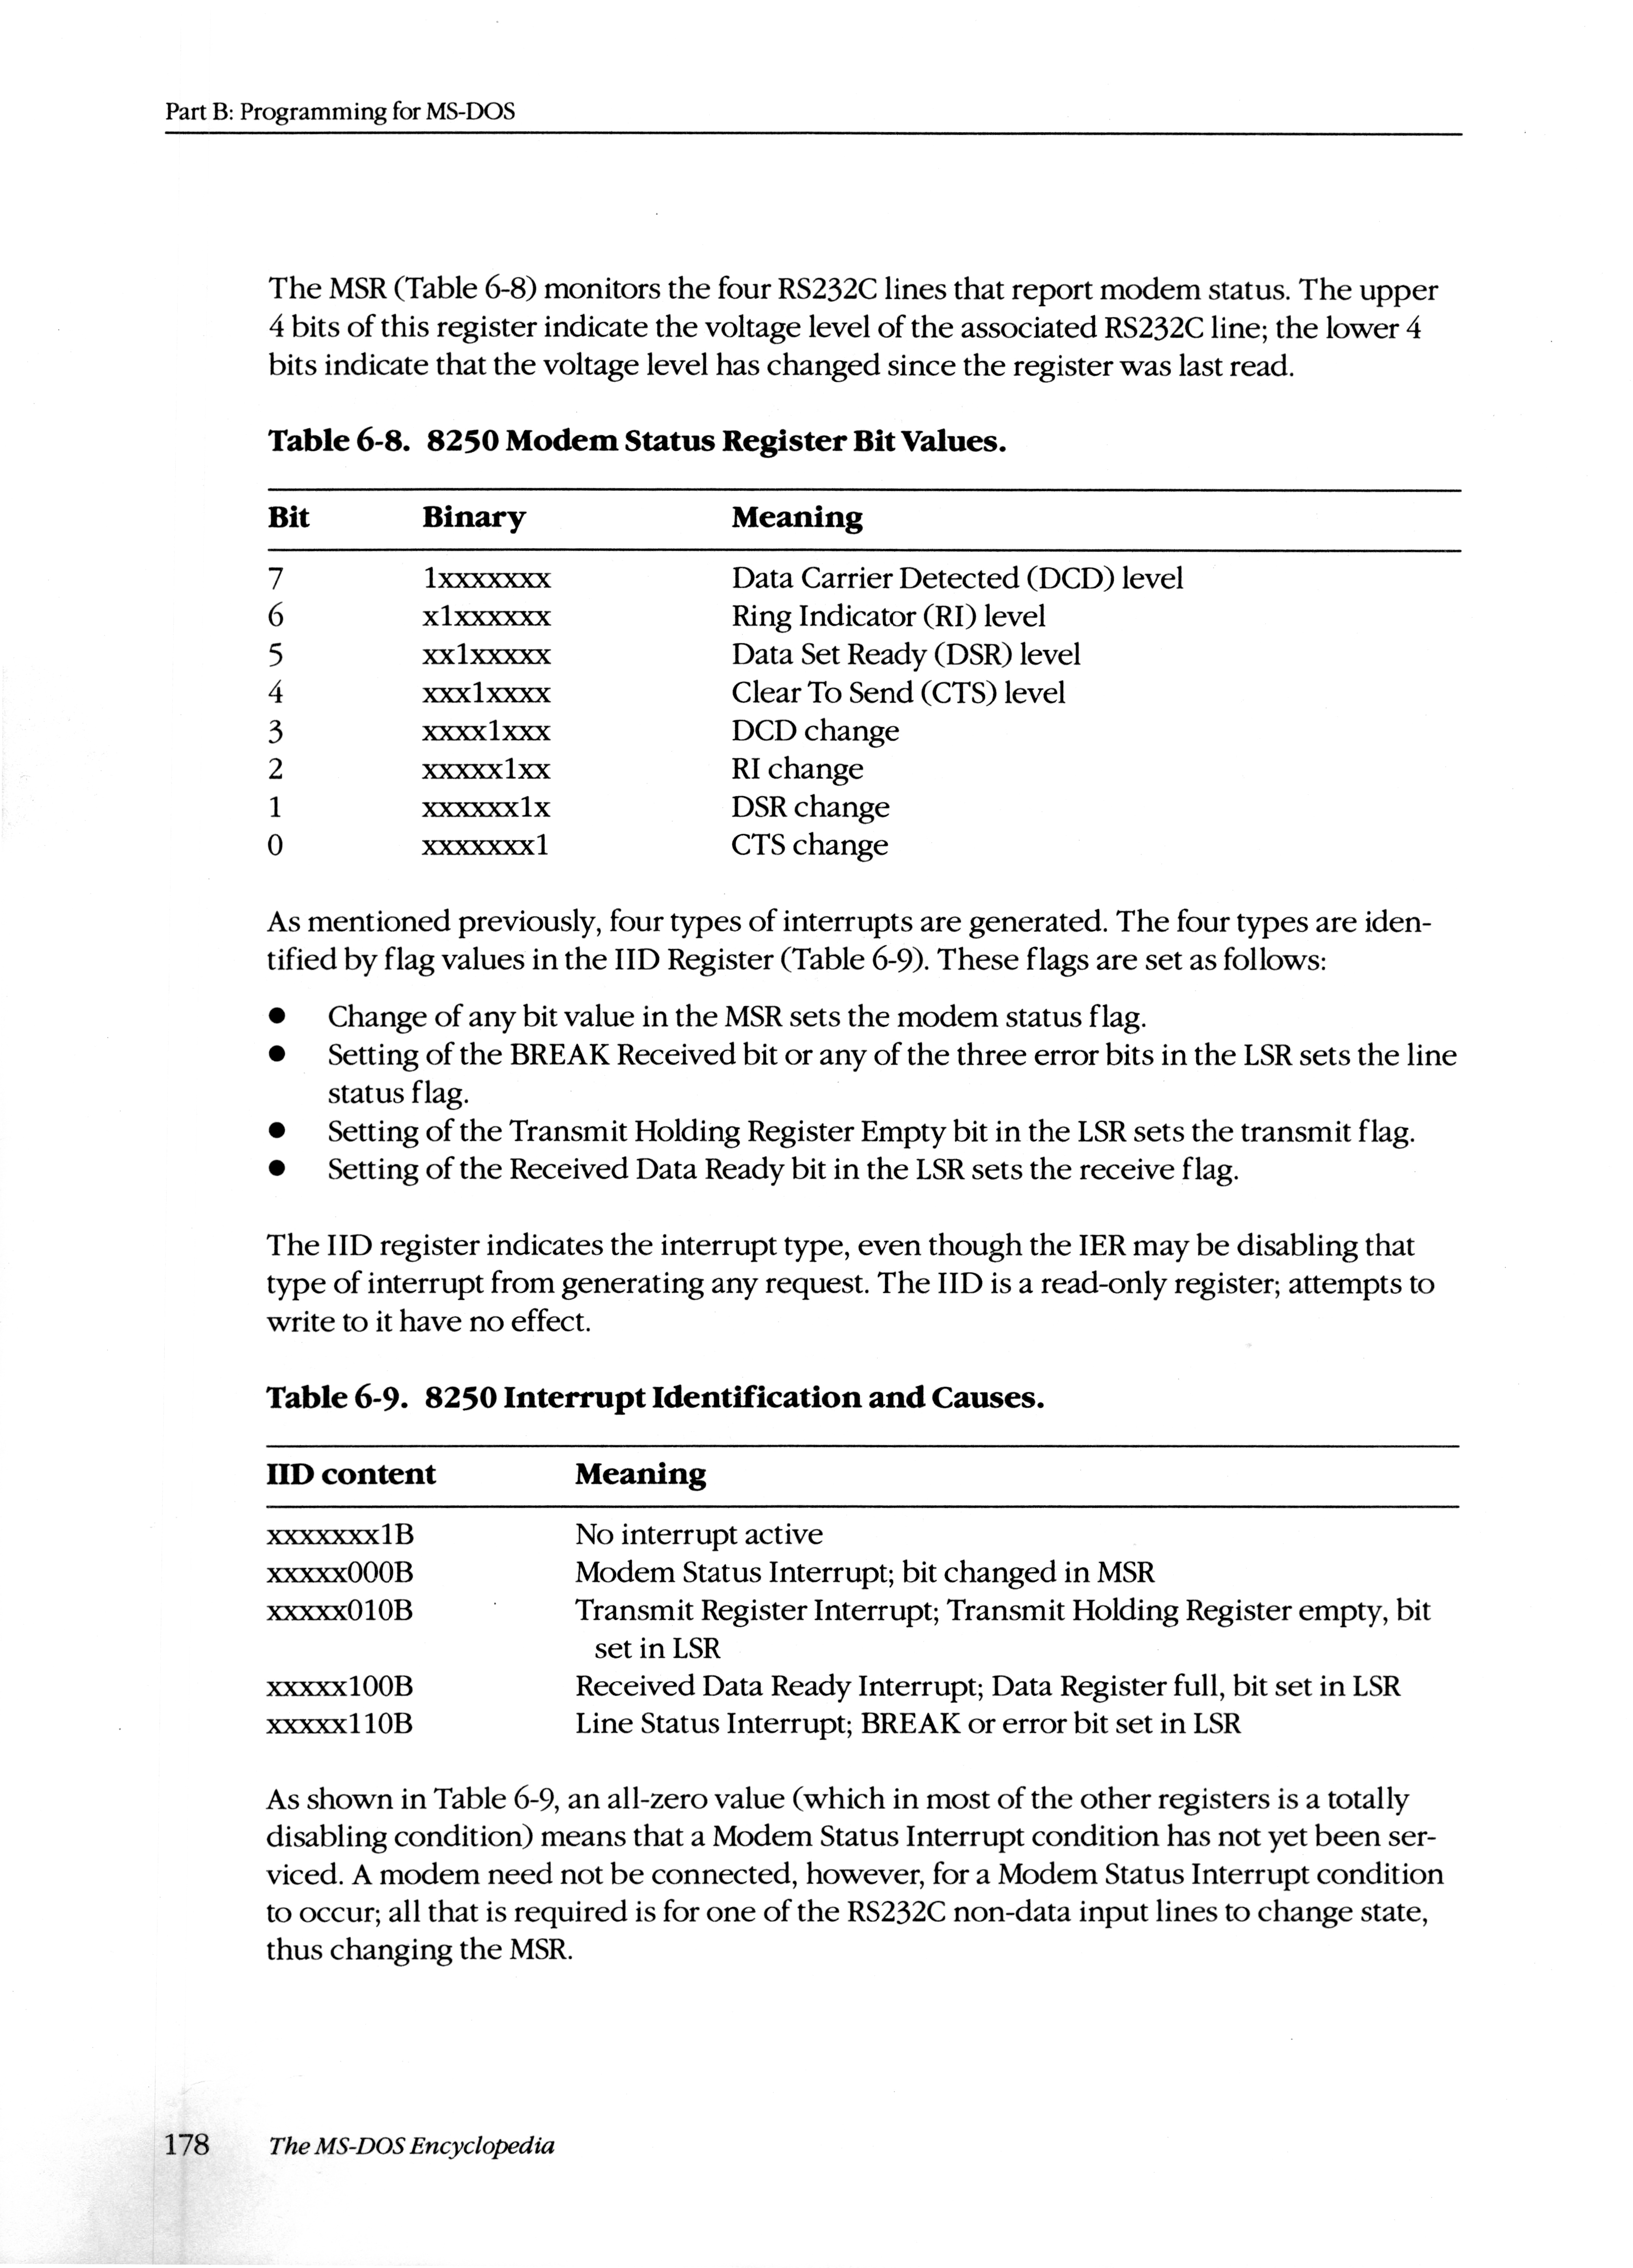 Part B: Programming for MS-DOS
The MSR (Table 6-8) monitors the four RS232C lines that report modem status. The upper
4 bits of this register indicate the voltage level of the associated RS232C line; the lower 4
bits indicate that the voltage level has changed since the register was last read.
Table 6-8. 8250 Modem Status Register Bit Values.
Bit Binary Meaning
7 1xxxxxxx Data Carrier Detected (DCD) level
6 x1xxxxxx Ring Indicator (RI) level
5 xx1xxxxx Data Set Ready (DSR) level
4 xxx1xxxx Clear To Send (CTS) level
3 xxxx1xxx DCD change
2 xxxxx1xx RI change
1 xxxxxx1x DSR change
0 xxxxxxx1 CTS change
As mentioned previously, four types of interrupts are generated. The four types are iden-
tified by flag values in the IID Register (Table 6-9). These flags are set as follows:
● Change of any bit value in the MSR sets the modem status flag.
● Setting of the BREAK Received bit or any of the three error bits in the LSR sets the line
status flag.
● Setting of the Transmit Holding Register Empty bit in the LSR sets the transmit flag.
● Setting of the Received Data Ready bit in the LSR sets the receive flag.
The IID register indicates the interrupt type, even though the IER may be disabling that
type of interrupt from generating any request. The IID is a read-only register; attempts to
write to it have no effect.
Table 6-9. 8250 Interrupt Identification and Causes.
IID content Meaning
xxxxxxx1B No interrupt active
xxxxx000B Modem Status Interrupt; bit changed in MSR
xxxxx010B Transmit Register Interrupt; Transmit Holding Register empty, bit
set in LSR
xxxxx100B Received Data Ready Interrupt; Data Register full, bit set in LSR
xxxxx110B Line Status Interrupt; BREAK or error bit set in LSR
As shown in Table 6-9, an all-zero value (which in most of the other registers is a totally
disabling condition) means that a Modem Status Interrupt condition has not yet been ser-
viced. A modem need not be connected, however, for a Modem Status Interrupt condition
to occur; all that is required is for one of the RS232C non-data input lines to change state,
thus changing the MSR.
178 The MS-DOS Encyclopedia